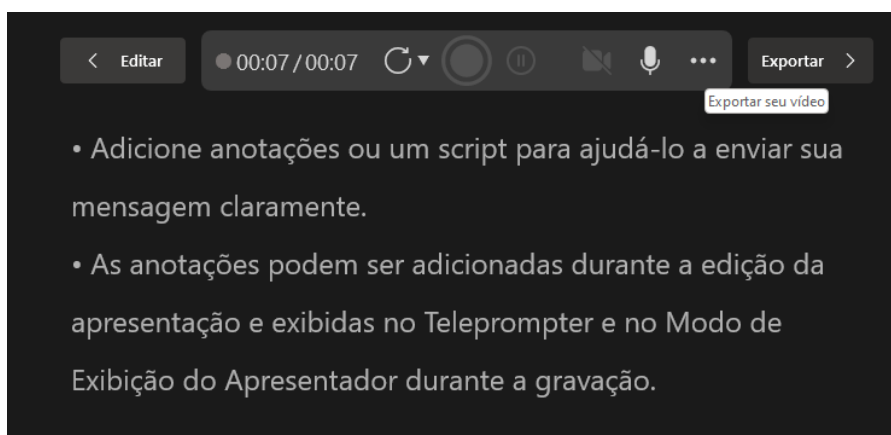 Editar
00:07 / 00:07
Exportar
Exportar seu vídeo
• Adicione anotações ou um script para ajudá-lo a enviar sua
mensagem claramente.
• As anotações podem ser adicionadas durante a edição da
apresentação e exibidas no Teleprompter e no Modo de
Exibição do Apresentador durante a gravação.